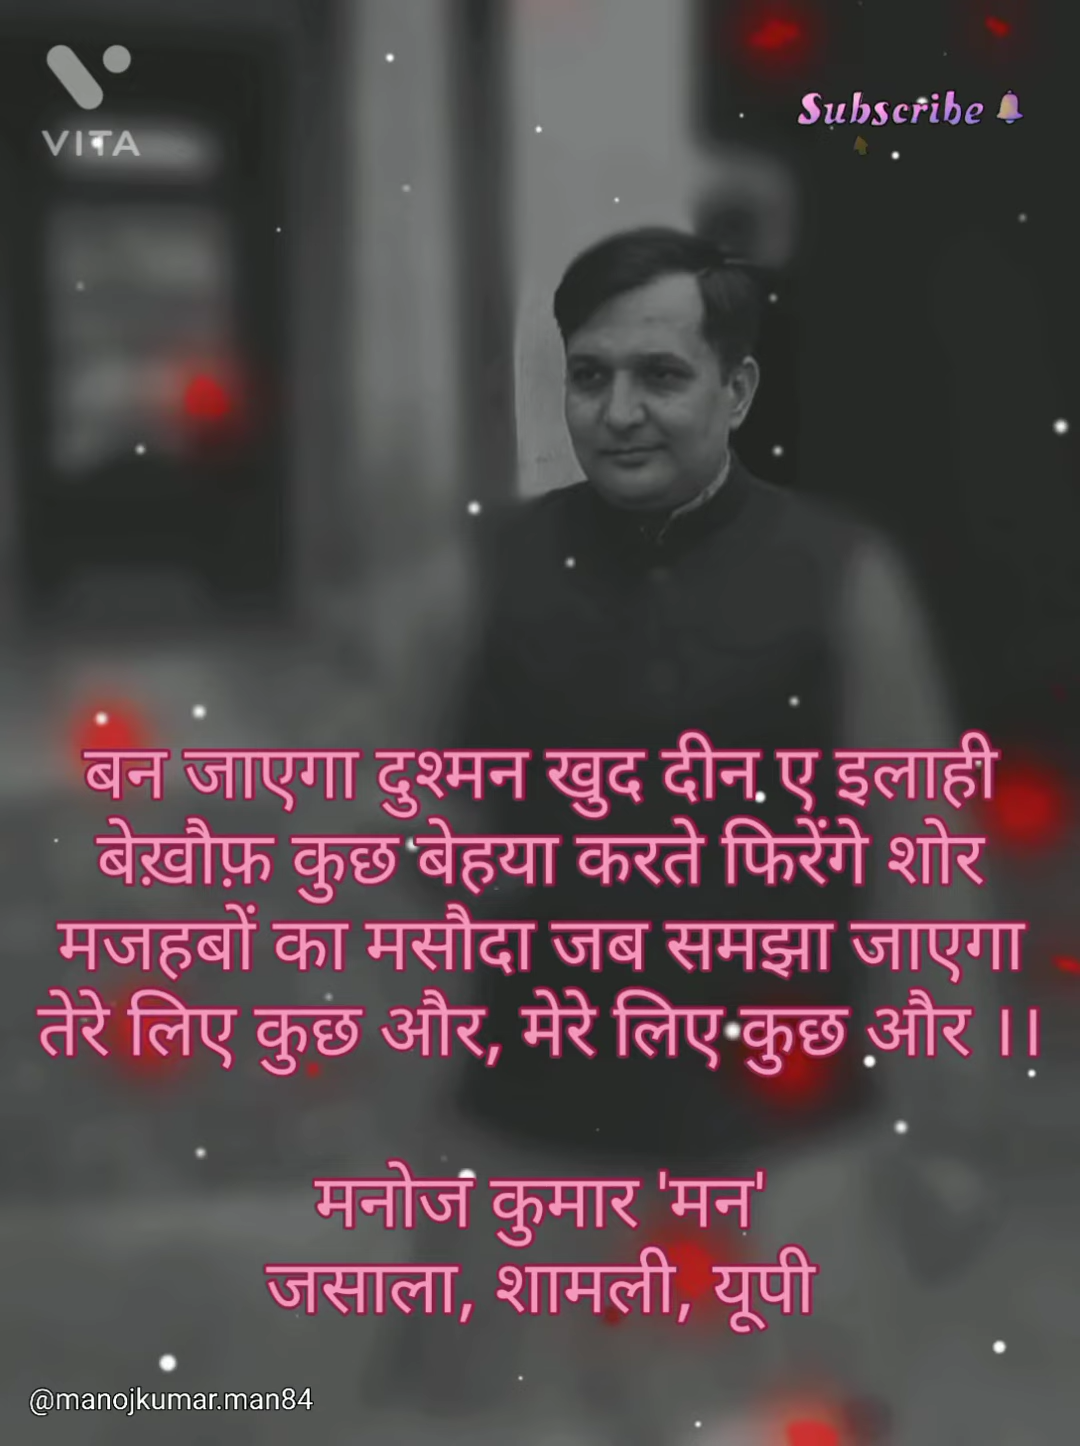 VITA
Subscribe
बन जाएगा दुश्मन खुद दीन ए इलाही
बेख़ौफ़ कुछ बेहया करते फिरेंगे शोर
मजहबों का मसौदा जब समझा जाएगा
तेरे लिए कुछ और, मेरे लिए कुछ और ।।
मनोज कुमार 'मन'
जसाला, शामली, यूपी
@manojkumar.man84